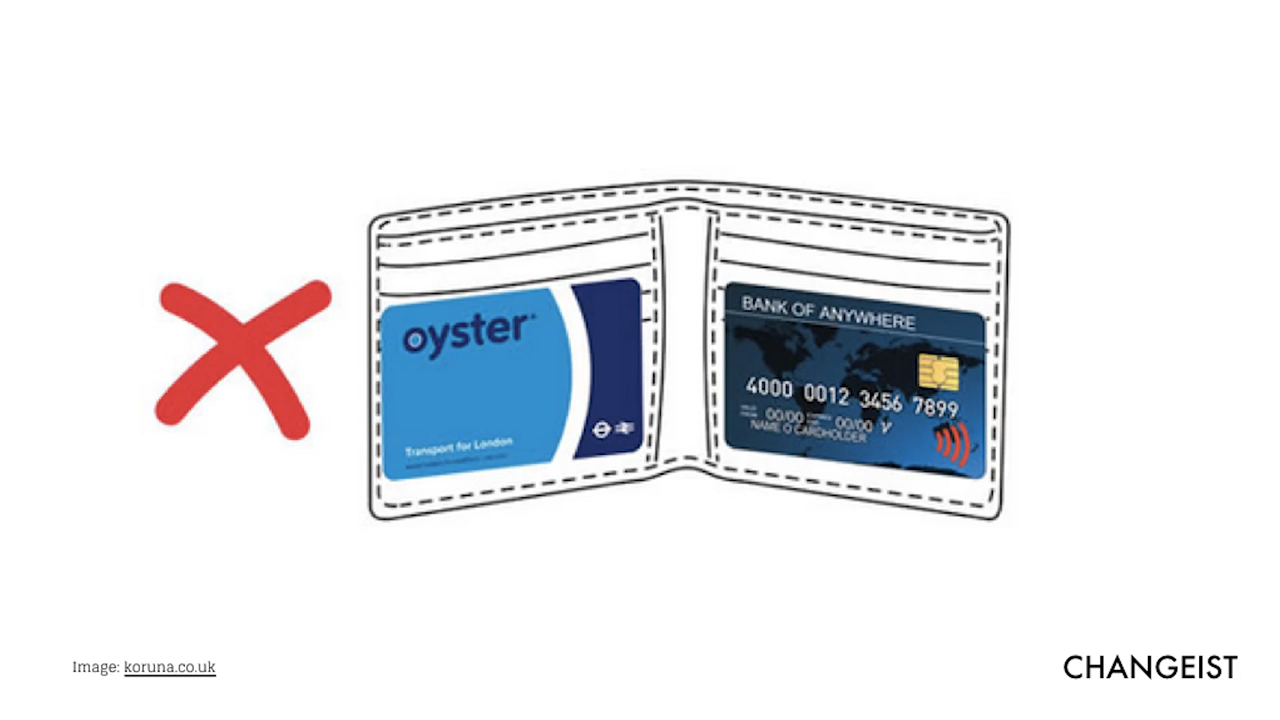 oyster
Transport for London
BANK OF ANYWHERE
4000 0012 3456 7899
00/00 00/00 V
NAME O'CARDHOLDER
Image: koruna.co.uk
CHANGEIST